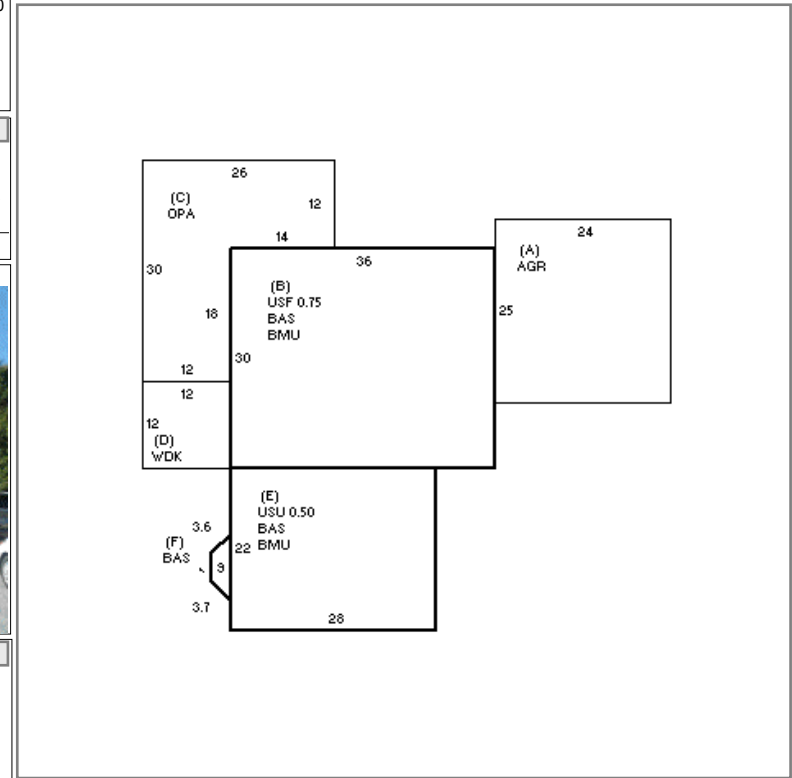 26
(C)
OPA
12
14
30
18
12
12
12
(D)
WDK
24
(A)
AGR
25
36
(B)
USF 0.75
BAS
BMU
30
(E)
USU 0.50
BAS
BMU
22
28
3.6
(F)
BAS
9
3.7